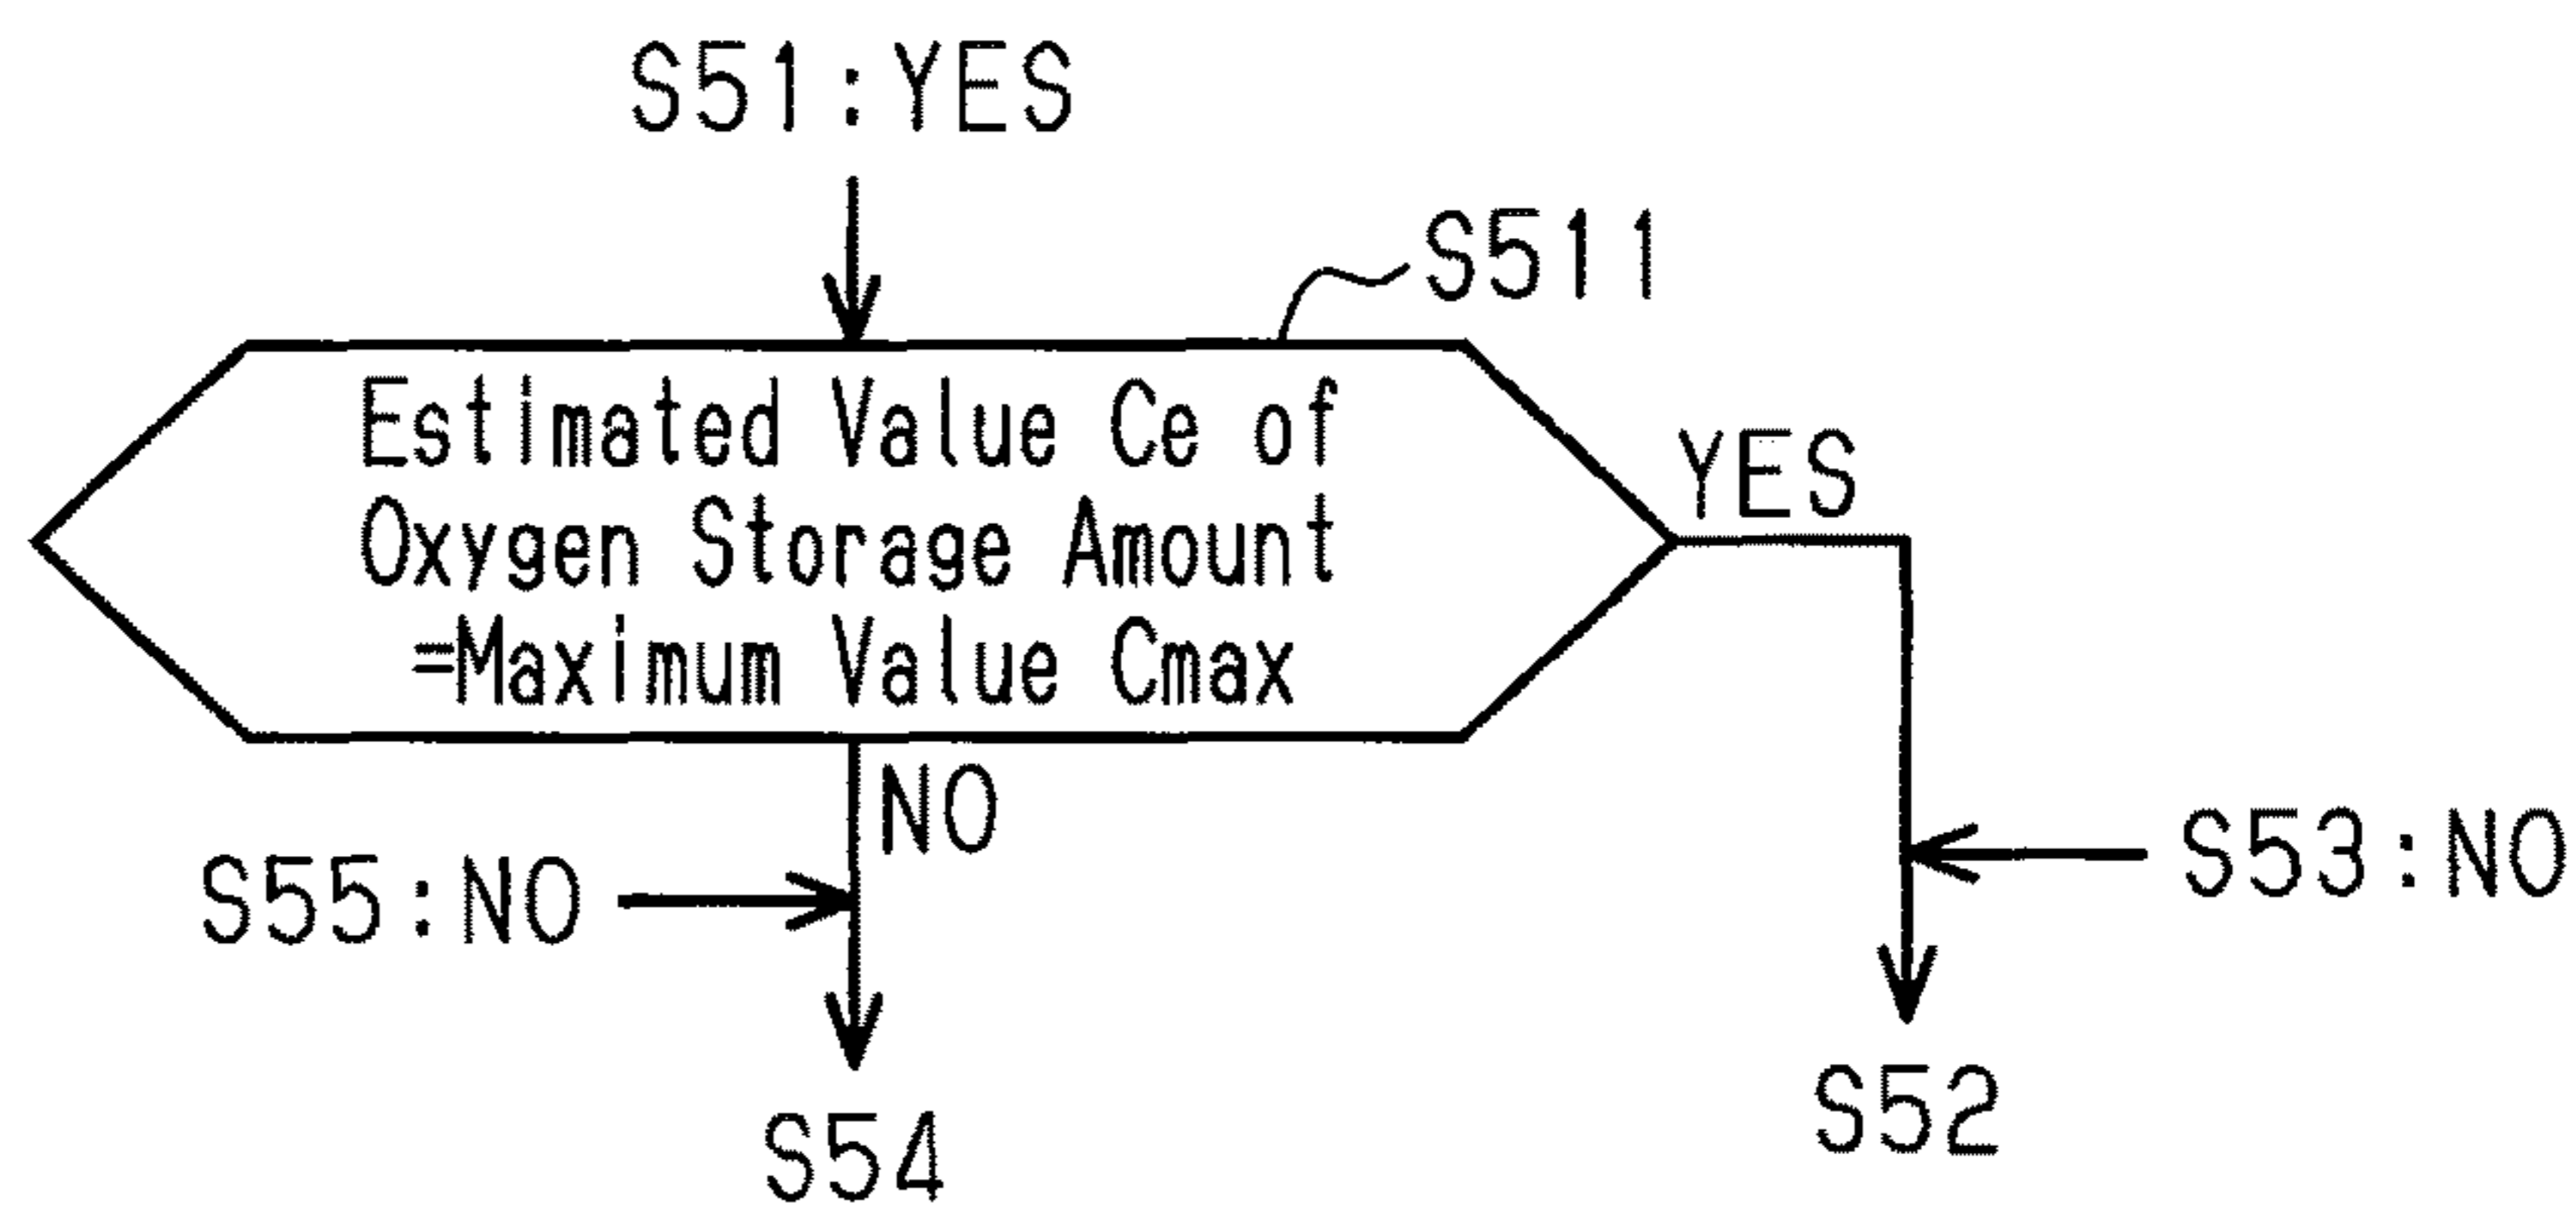 S51:YES
S511
Estimated Value Ce of
Oxygen Storage Amount
=Maximum Value Cmax
YES
NO
S53:NO
S55:NO
S52
S54